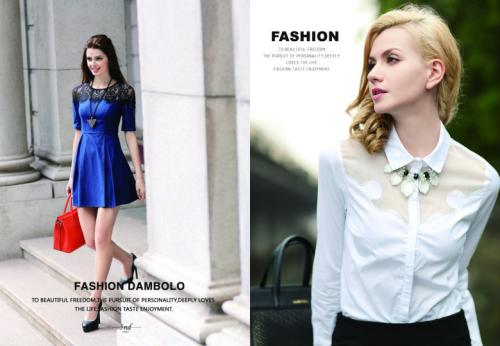 FASHION DAMBOLO
TO BEAUTIFUL FREEDOM,THE PURSUIT OF PERSONALITY,DEEPLY LOVES
THE LIFE,FASHION TASTE ENJOYMENT.
FASHION
TO BEAUTIFUL FREEDOM,
THE PURSUIT OF PERSONALITY,DEEPLY
LOVES THE LIFE,
FASHION TASTE ENJOYMENT.